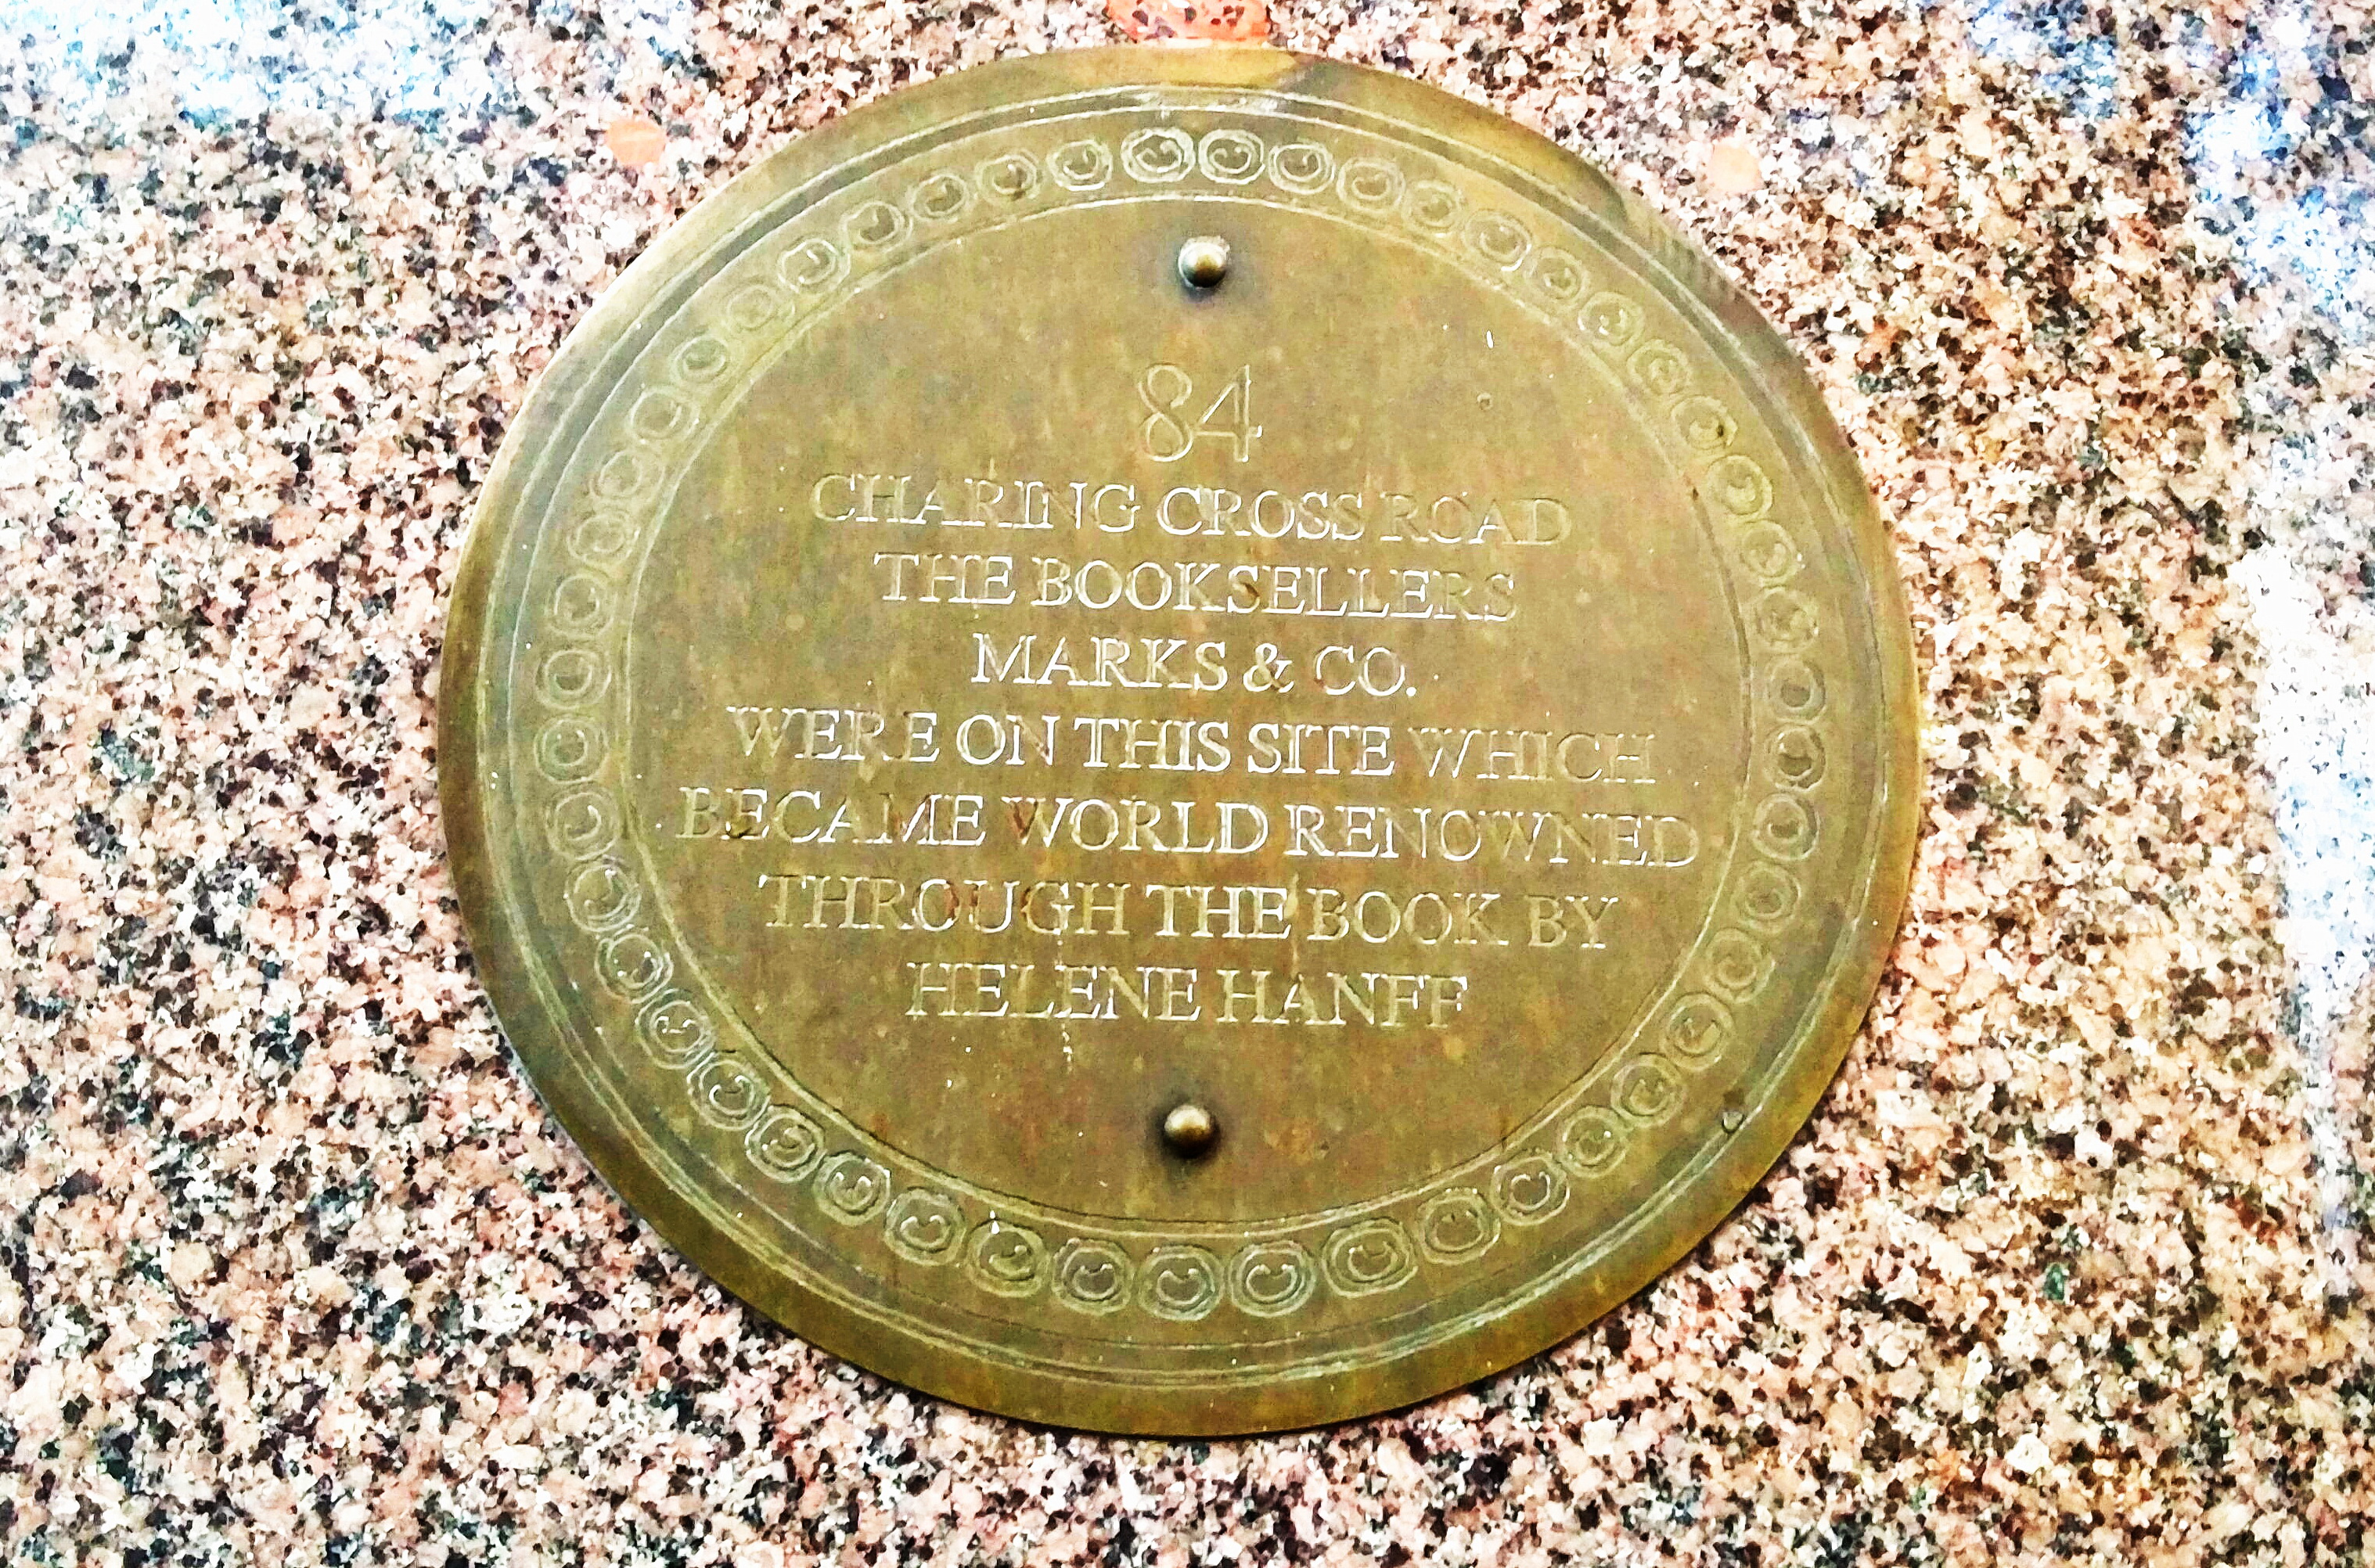 84
CHARING CROSS ROAD
THE BOOKSELLERS
MARKS & CO.
WERE ON THIS SITE WHICH
BECAME WORLD RENOWNED
THROUGH THE BOOK BY
HELENE HANFF